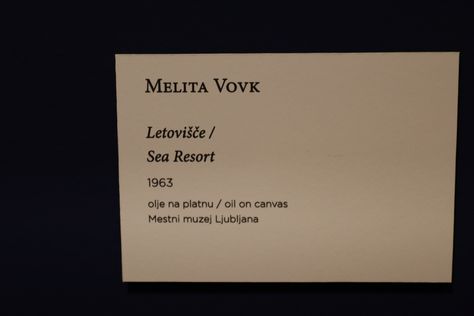 MELITA VOVK
Letovišče /
Sea Resort
1963
olje na platnu / oil on canvas
Mestni muzej Ljubljana